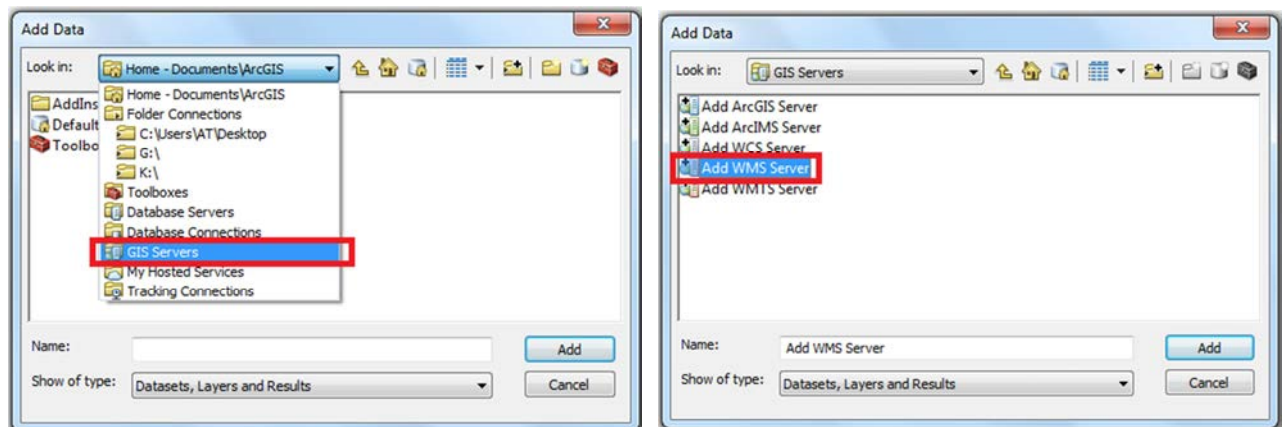 Add Data
Look in: Home - Documents\ArcGIS
AddIns
Default
Toolbo
Home - Documents\ArcGIS
Folder Connections
C:\Users\AT\Desktop
G:\
K:\
Toolboxes
Database Servers
Database Connections
GIS Servers
My Hosted Services
Tracking Connections
Name:
Add
Show of type: Datasets, Layers and Results
Cancel
Add Data
Look in: GIS Servers
Add ArcGIS Server
Add ArcIMS Server
Add WCS Server
Add WMS Server
Add WMTS Server
Name: Add WMS Server
Add
Show of type: Datasets, Layers and Results
Cancel